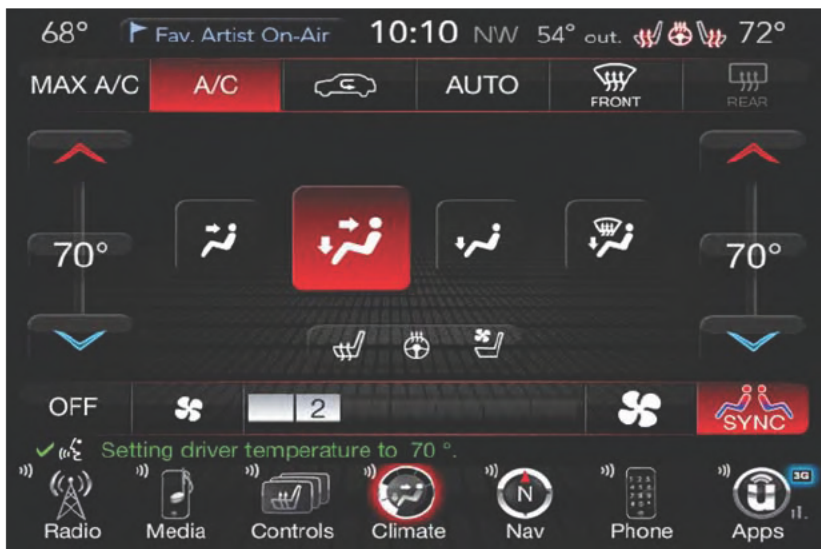 68° Fav. Artist On-Air 10:10 NW 54° out. 72°
MAX A/C A/C AUTO FRONT REAR
70° 70°
OFF 2 SYNC
Setting driver temperature to 70 °.
3G
Radio Media Controls Climate Nav Phone Apps
N